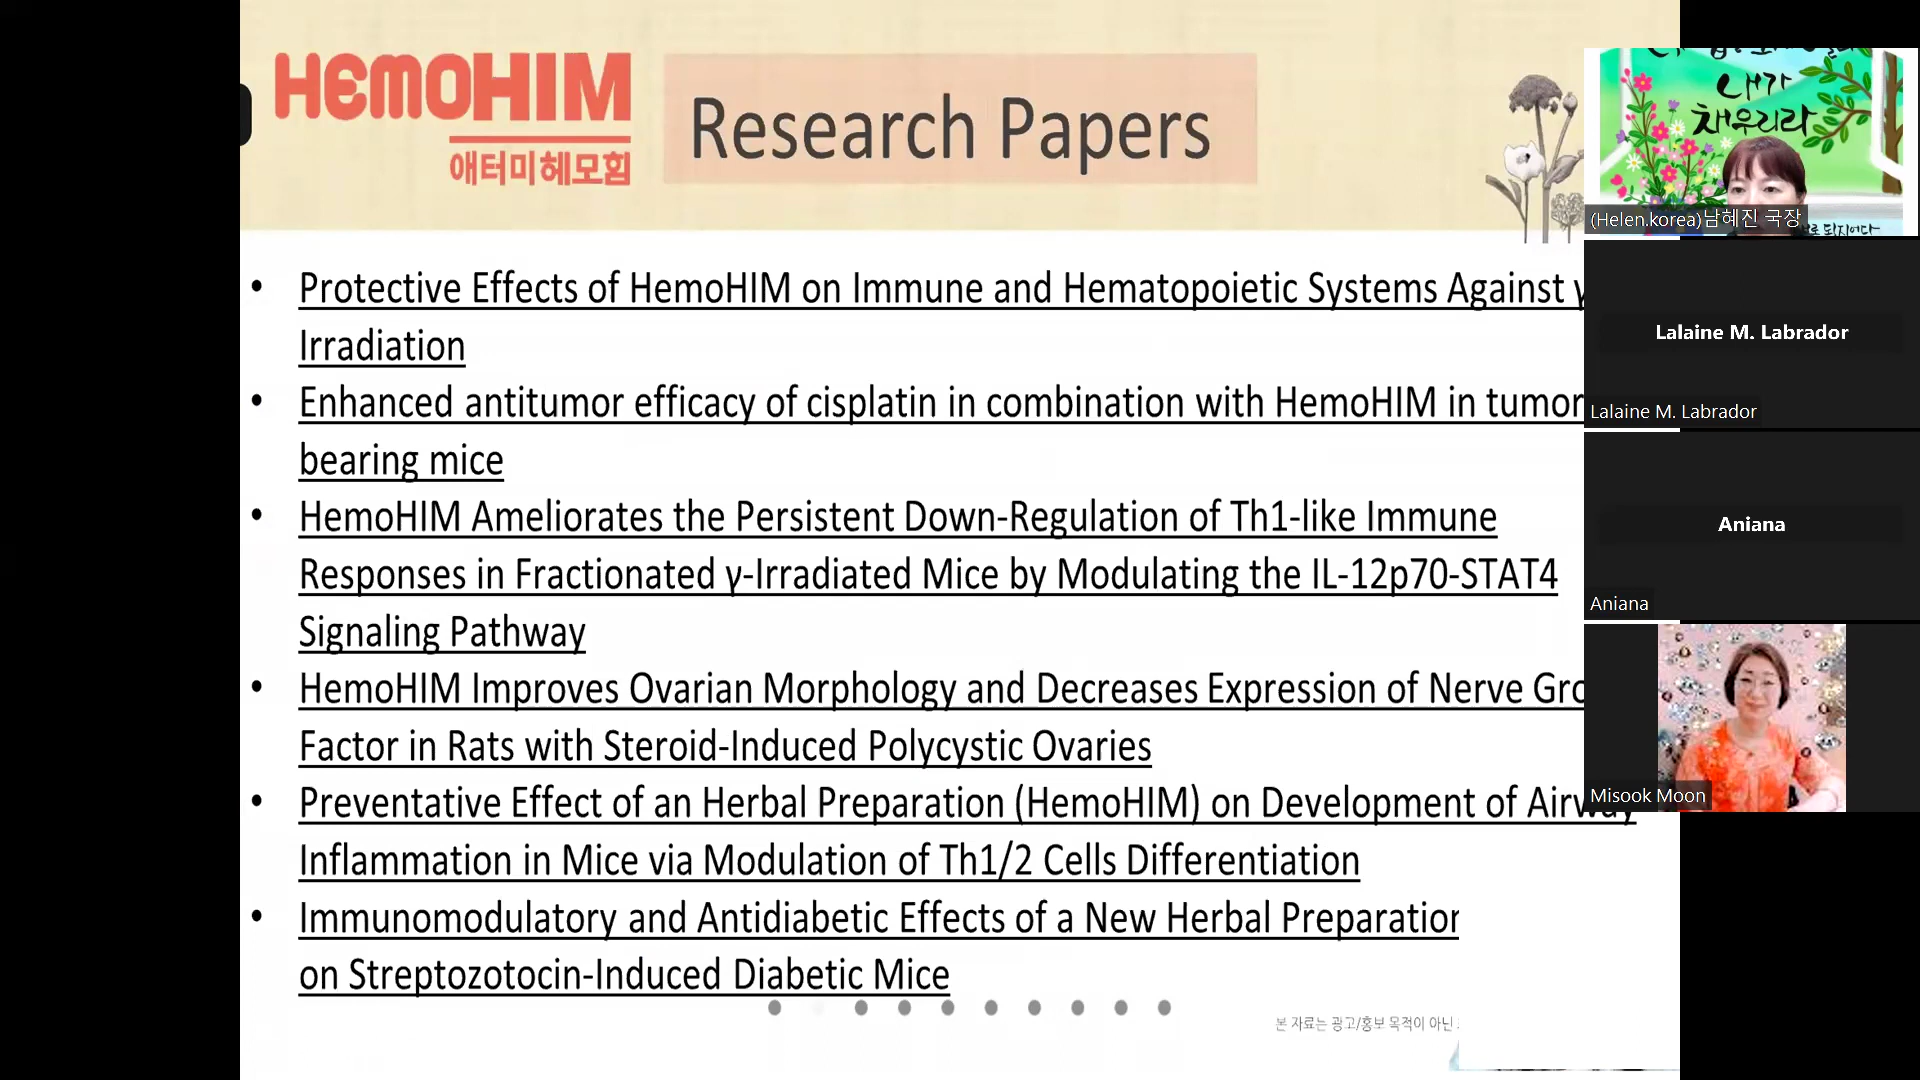 HEMOHIM
애터미 헤모힘
Research Papers
• Protective Effects of HemoHIM on Immune and Hematopoietic Systems Against γ
Irradiation
• Enhanced antitumor efficacy of cisplatin in combination with HemoHIM in tumor
bearing mice
• HemoHIM Ameliorates the Persistent Down-Regulation of Th1-like Immune
Responses in Fractionated γ-Irradiated Mice by Modulating the IL-12p70-STAT4
Signaling Pathway
• HemoHIM Improves Ovarian Morphology and Decreases Expression of Nerve Gro
Factor in Rats with Steroid-Induced Polycystic Ovaries
• Preventative Effect of an Herbal Preparation (HemoHIM) on Development of Airway
Inflammation in Mice via Modulation of Th1/2 Cells Differentiation
• Immunomodulatory and Antidiabetic Effects of a New Herbal Preparation
on Streptozotocin-Induced Diabetic Mice
본 자료는 광고/홍보 목적이 아닌
내가
채우리라
(Helen.korea)남혜진 국장
Lalaine M. Labrador
Lalaine M. Labrador
Aniana
Aniana
Misook Moon